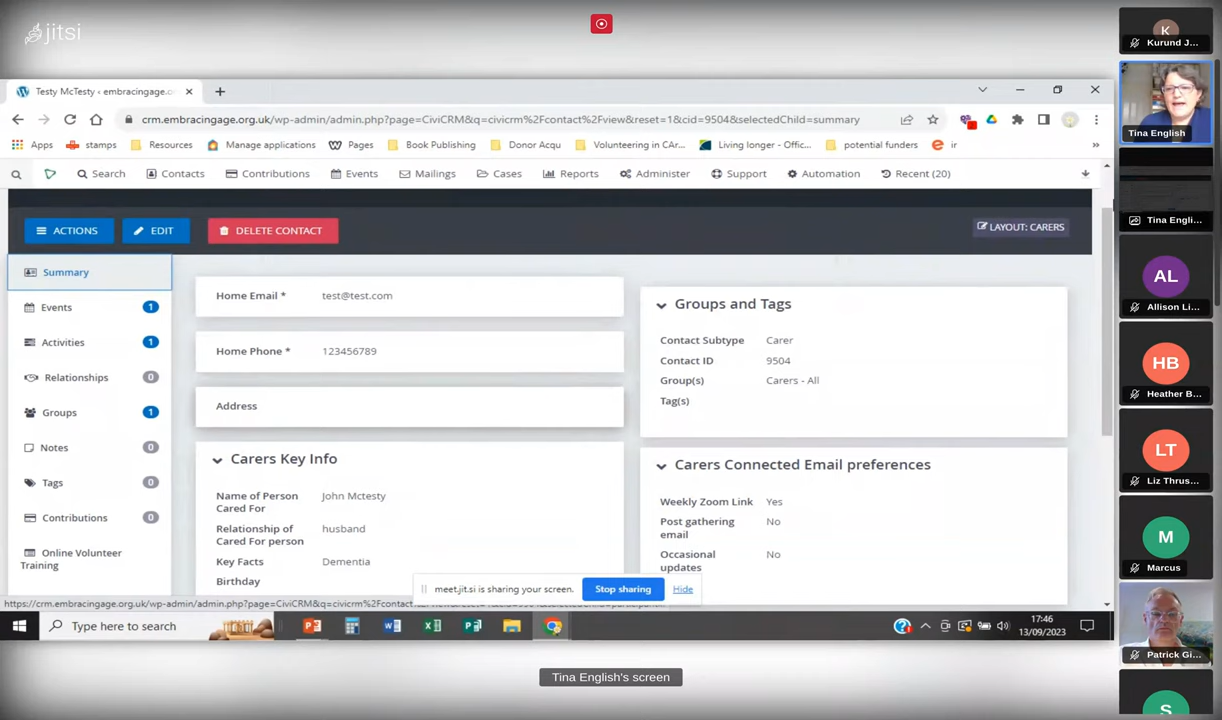 jitsi
K
Kurund J...
Testy McTesty ‹ embracingage.o
crm.embracingage.org.uk/wp-admin/admin.php?page=CiviCRM&q=civicrm%2Fcontact%2Fview&reset=1&cid=9504&selectedChild=summary
Tina English
Apps
stamps
Resources
Manage applications
Pages
Book Publishing
Donor Acqu
Volunteering in CAr...
Living longer - Offic...
potential funders
ir
»
Search
Contacts
Contributions
Events
Mailings
Cases
Reports
Administer
Support
Automation
Recent (20)
ACTIONS
EDIT
DELETE CONTACT
LAYOUT: CARERS
Tina Engli...
Summary
Events 1
Activities 1
Relationships 0
Groups 1
Notes 0
Tags 0
Contributions 0
Online Volunteer
Training
Home Email * test@test.com
Home Phone * 123456789
Address
Carers Key Info
Name of Person John Mctesty
Cared For
Relationship of husband
Cared For person
Key Facts Dementia
Birthday
Groups and Tags
Contact Subtype Carer
Contact ID 9504
Group(s) Carers - All
Tag(s)
Carers Connected Email preferences
Weekly Zoom Link Yes
Post gathering No
email
Occasional No
updates
AL
Allison Li...
HB
Heather B...
LT
Liz Thrus...
M
Marcus
Patrick Gi...
S
meet.jit.si is sharing your screen.
Stop sharing
Hide
Type here to search
17:46
13/09/2023
Tina English's screen